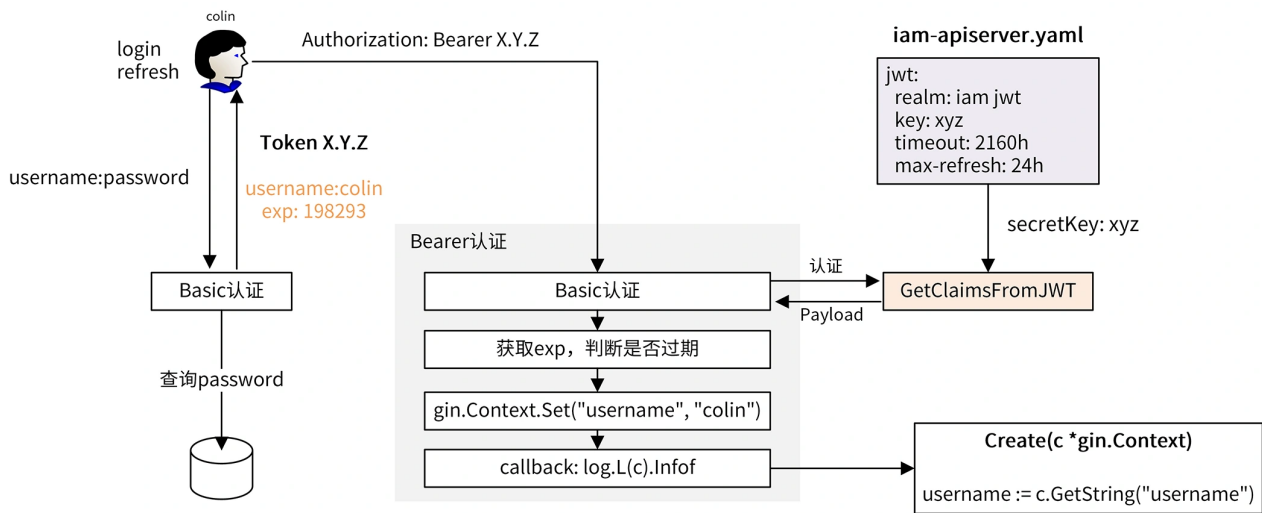 colin
login
refresh
Authorization: Bearer X.Y.Z
iam-apiserver.yaml
jwt:
realm: iam jwt
key: xyz
timeout: 2160h
max-refresh: 24h
Token X.Y.Z
username:password
username:colin
exp: 198293
secretKey: xyz
Bearer认证
Basic认证
Basic认证
认证
Payload
GetClaimsFromJWT
获取exp，判断是否过期
查询password
gin.Context.Set("username", "colin")
callback: log.L(c).Infof
Create(c *gin.Context)
username := c.GetString("username")